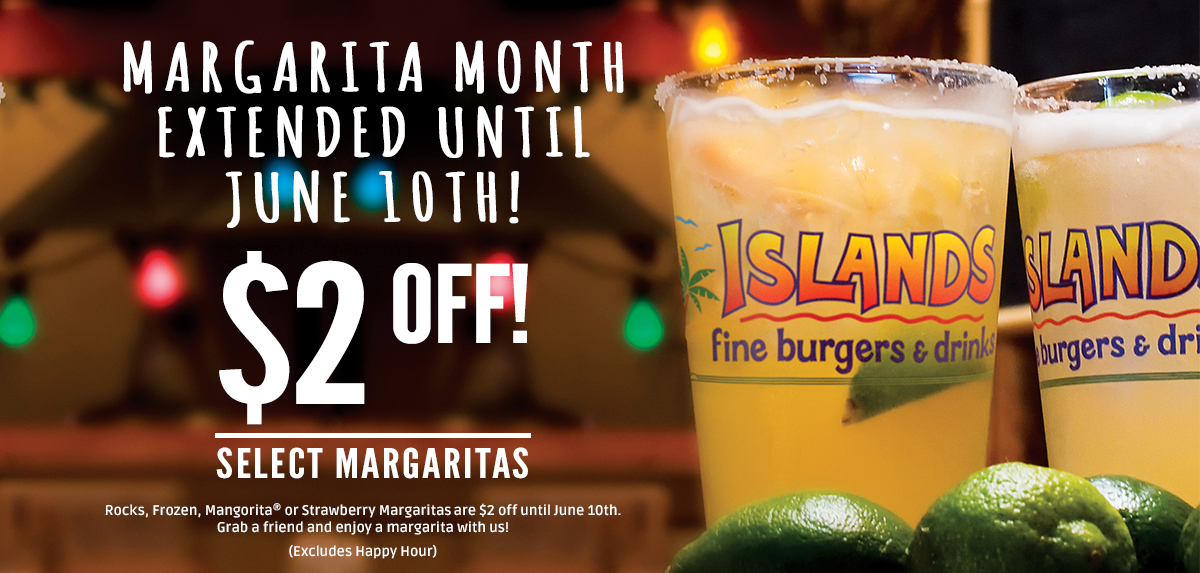 MARGARITA MONTH
EXTENDED UNTIL
JUNE 10TH!
$2 OFF!
SELECT MARGARITAS
Rocks, Frozen, Mangorita® or Strawberry Margaritas are $2 off until June 10th.
Grab a friend and enjoy a margarita with us!
(Excludes Happy Hour)
ISLANDS
fine burgers & drinks
SLAND
burgers & dri